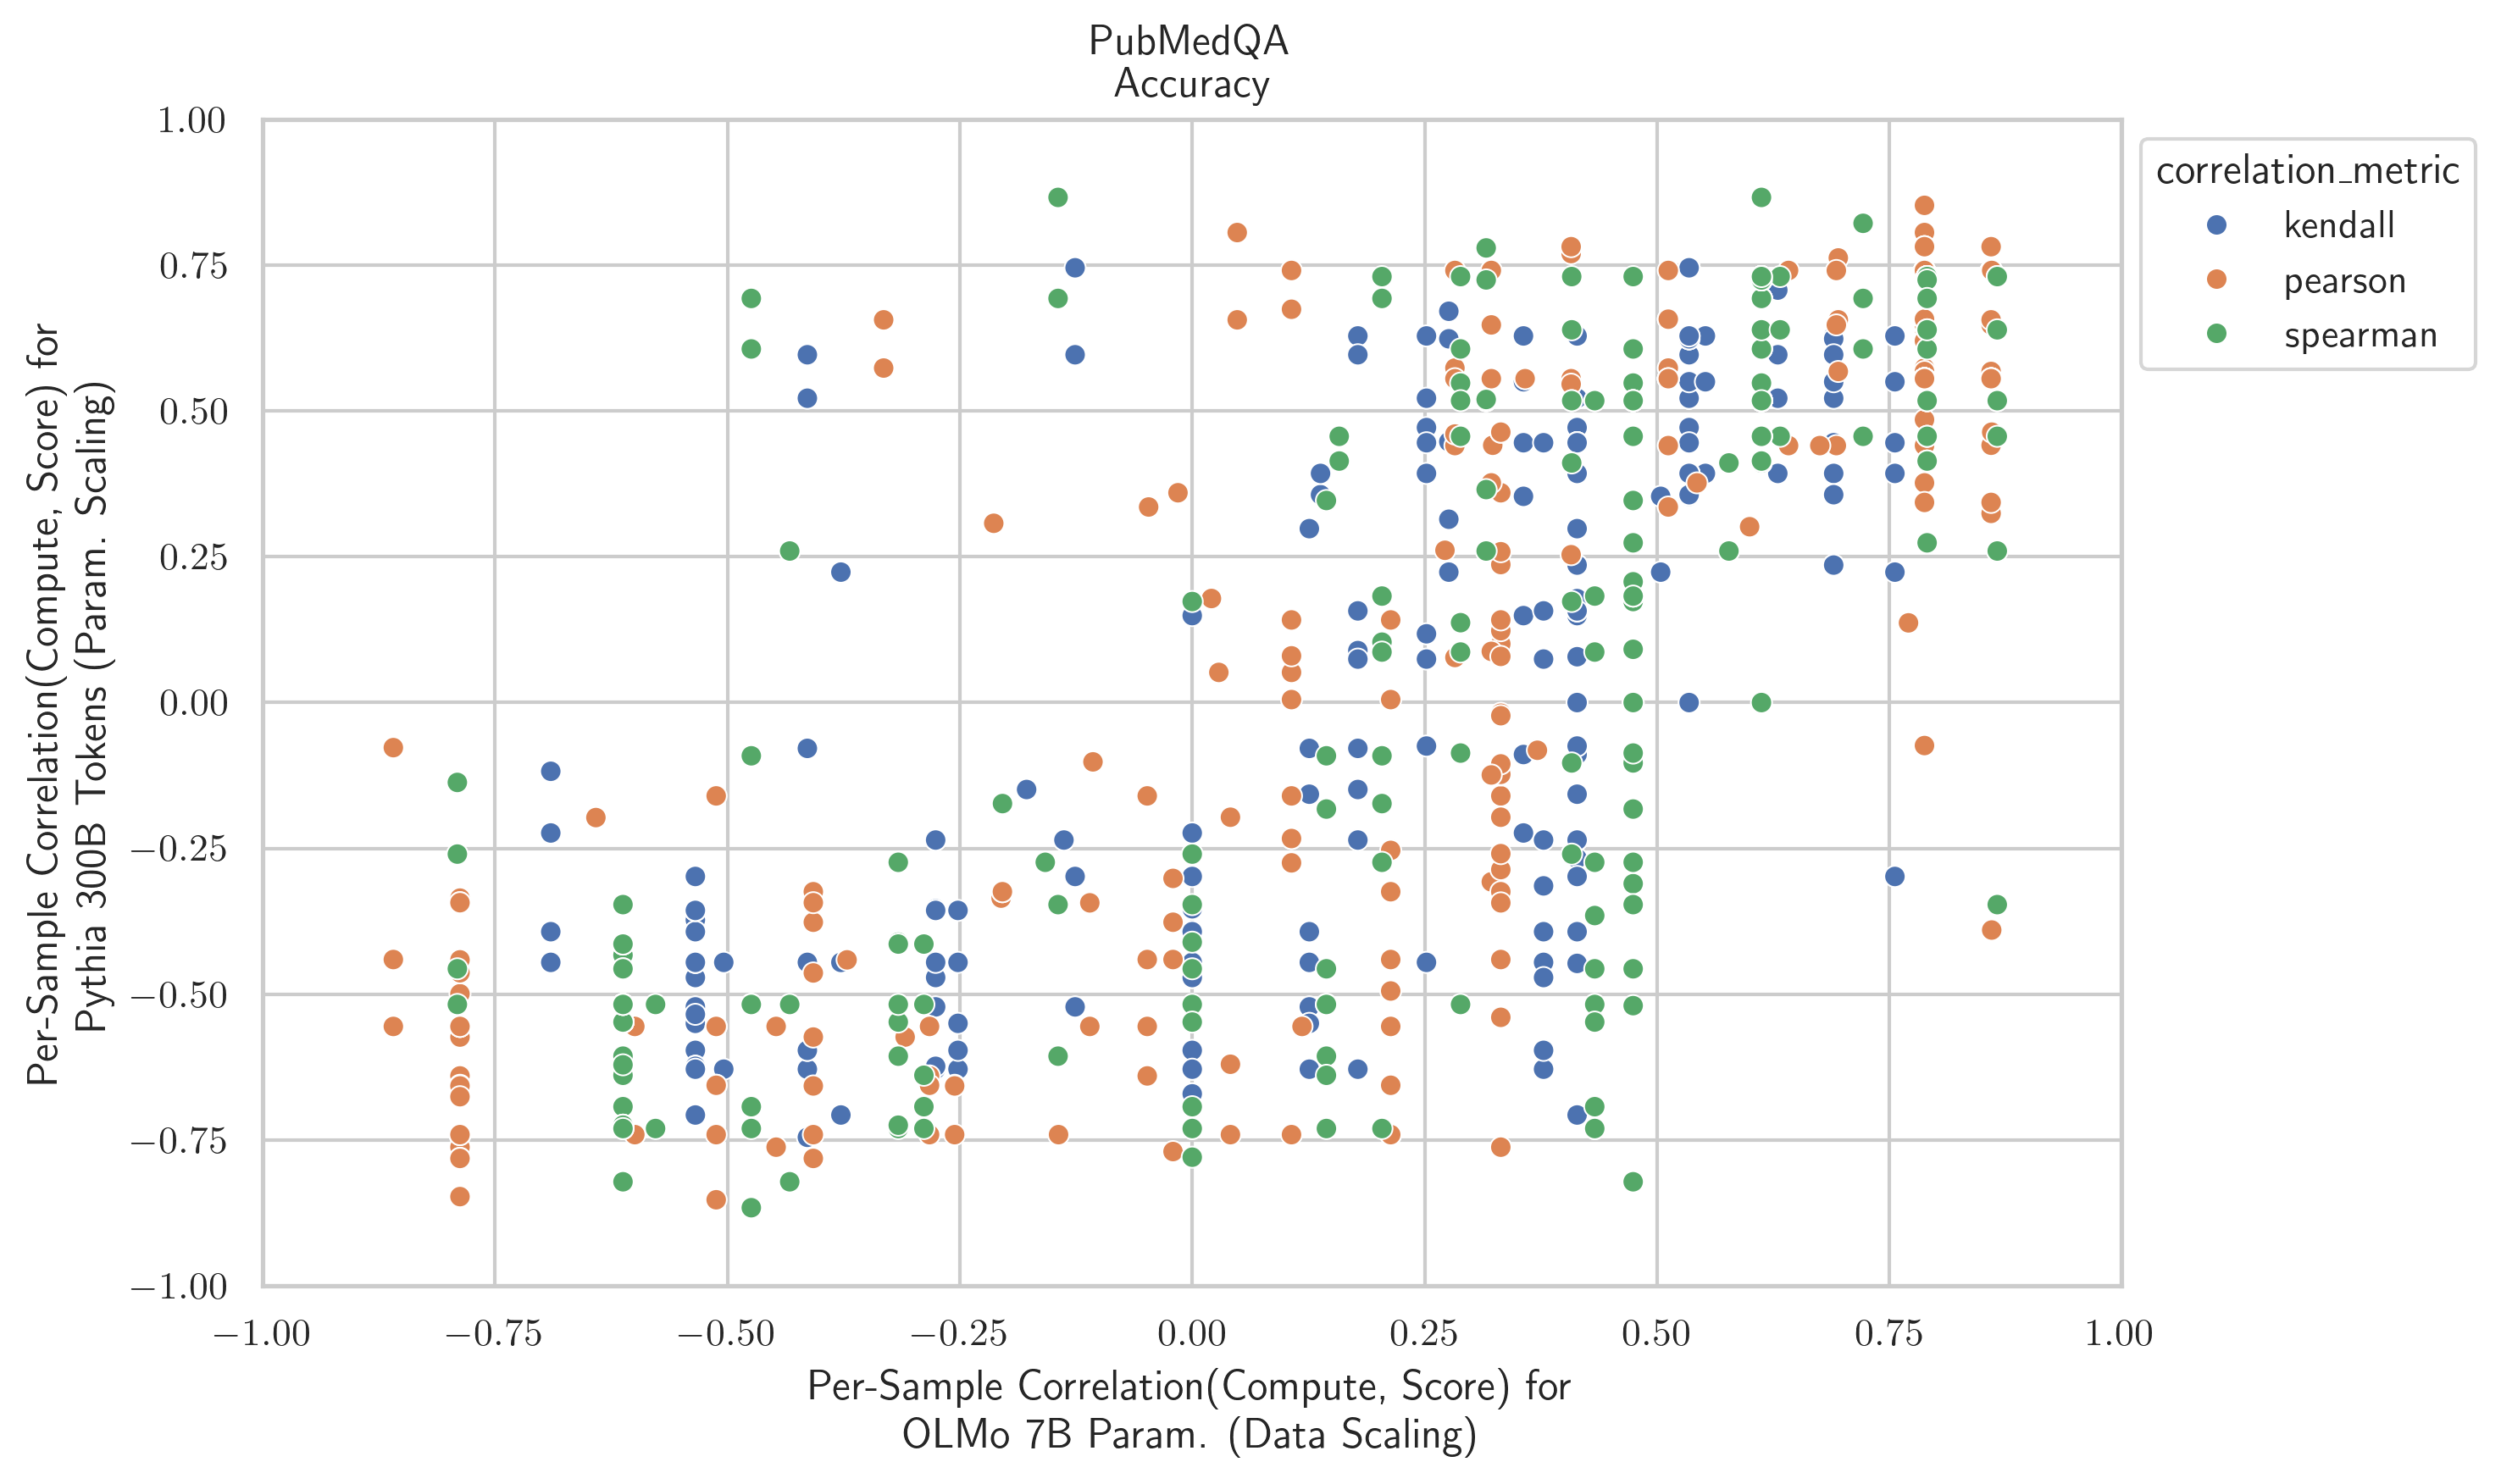 PubMedQA
Accuracy
1.00
0.75
0.50
0.25
0.00
−0.25
−0.50
−0.75
−1.00
Per-Sample Correlation(Compute, Score) for
Pythia 300B Tokens (Param. Scaling)
−1.00 −0.75 −0.50 −0.25 0.00 0.25 0.50 0.75 1.00
Per-Sample Correlation(Compute, Score) for
OLMo 7B Param. (Data Scaling)
correlation_metric
kendall
pearson
spearman